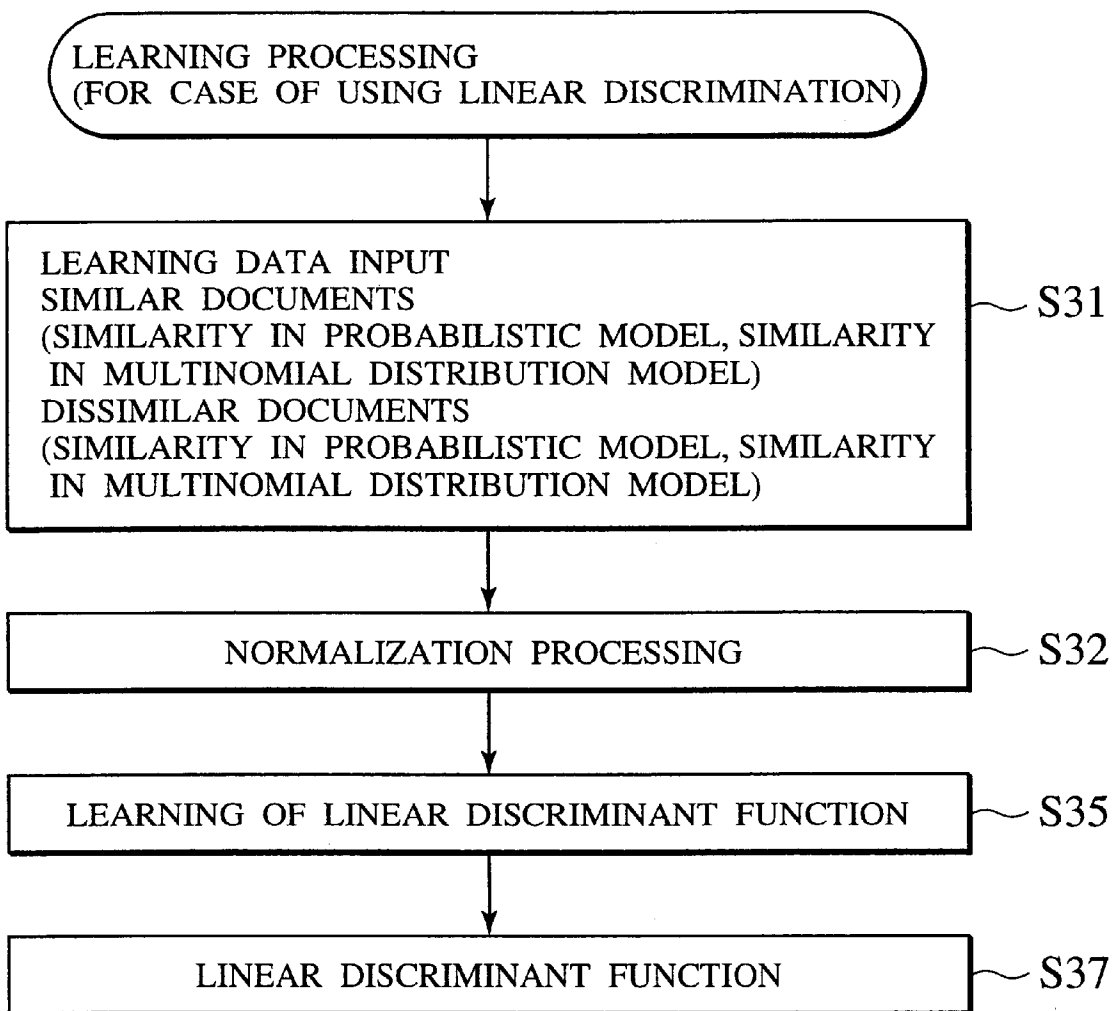 LEARNING PROCESSING
(FOR CASE OF USING LINEAR DISCRIMINATION)
LEARNING DATA INPUT
SIMILAR DOCUMENTS
(SIMILARITY IN PROBABILISTIC MODEL, SIMILARITY
IN MULTINOMIAL DISTRIBUTION MODEL)
DISSIMILAR DOCUMENTS
(SIMILARITY IN PROBABILISTIC MODEL, SIMILARITY
IN MULTINOMIAL DISTRIBUTION MODEL)
S31
NORMALIZATION PROCESSING
S32
LEARNING OF LINEAR DISCRIMINANT FUNCTION
S35
LINEAR DISCRIMINANT FUNCTION
S37